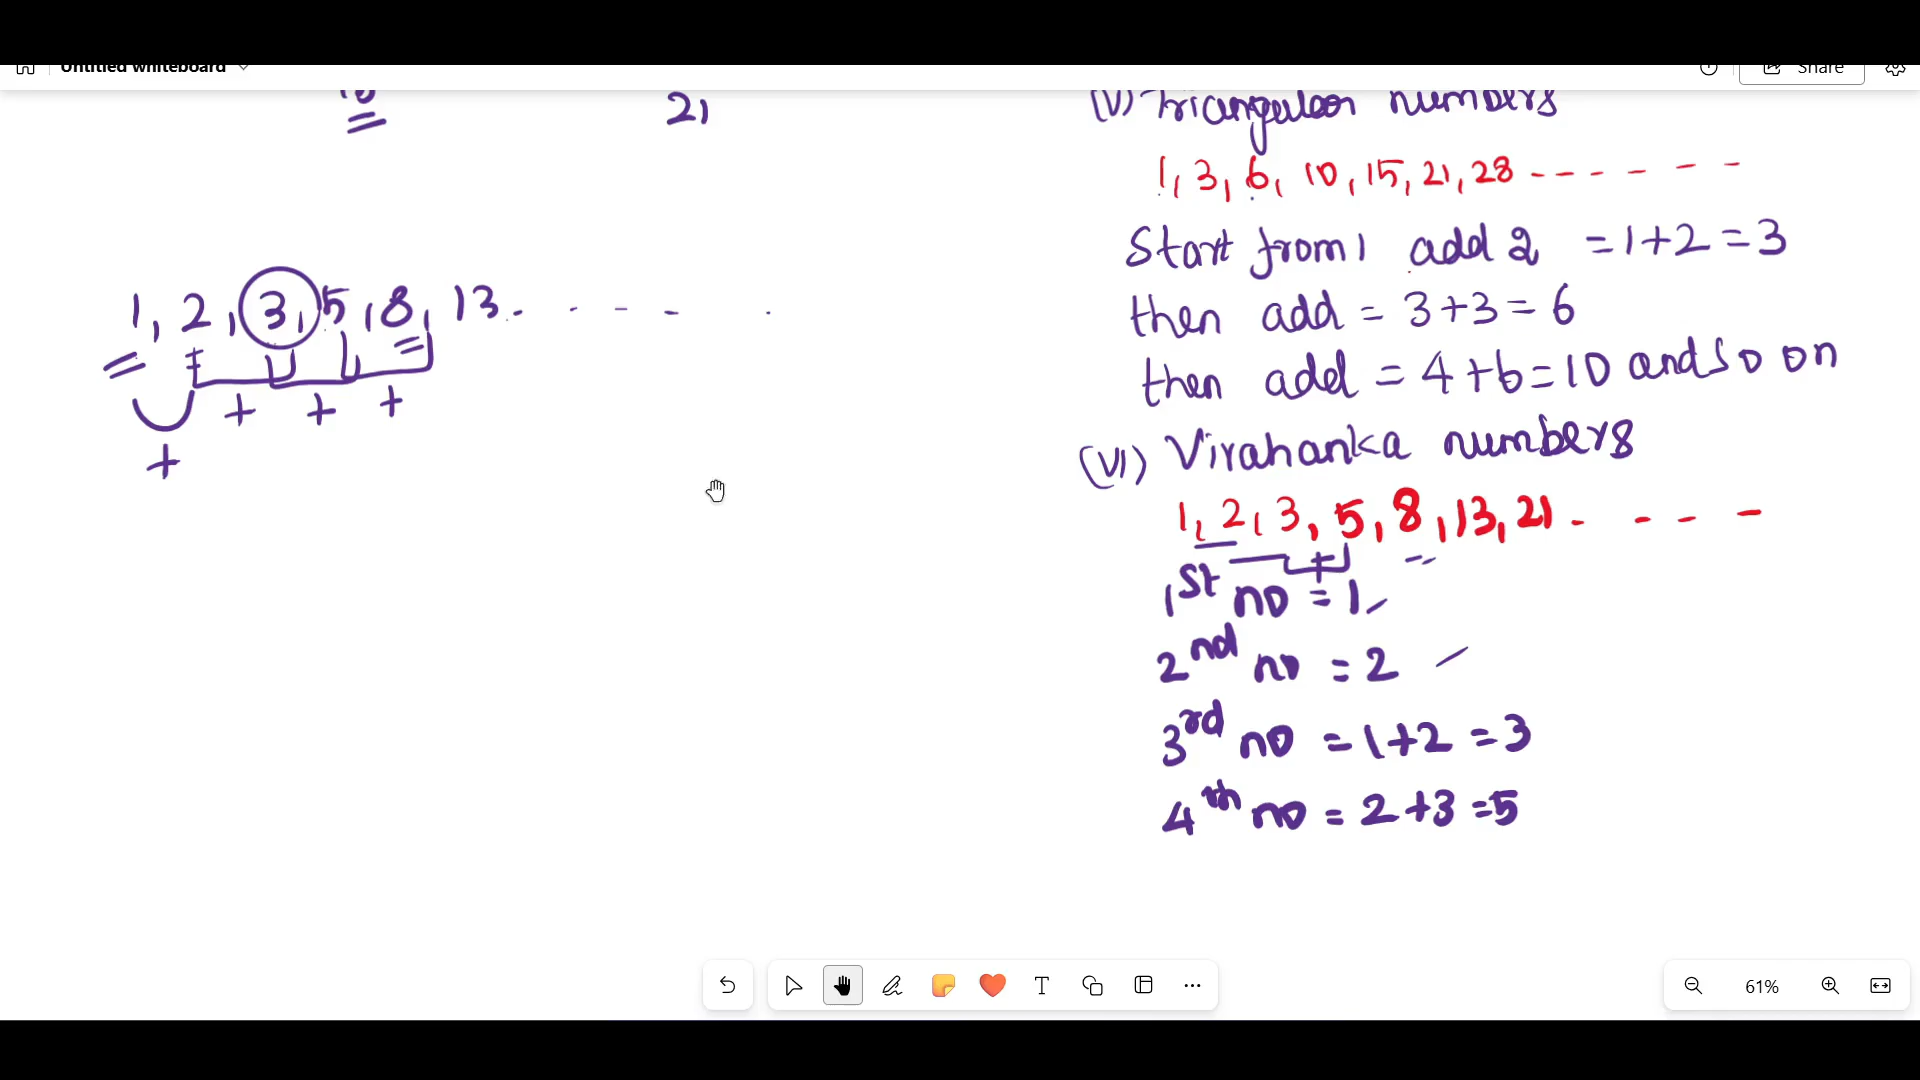 Untitled whiteboard
Share
10
21
1, 2, 3, 5, 8, 13. - - - .
+ + +
+
(V) Triangular numbers
1, 3, 6, 10, 15, 21, 28 - - - - - - -
Start from 1 add 2 = 1+2 = 3
then add = 3+3 = 6
then add = 4+6=10 and so on
(VI) Virahanka numbers
1, 2, 3, 5, 8, 13, 21 - - - -
+
1st no = 1
2nd no = 2
3rd no = 1+2 = 3
4th no = 2+3 =5
61%